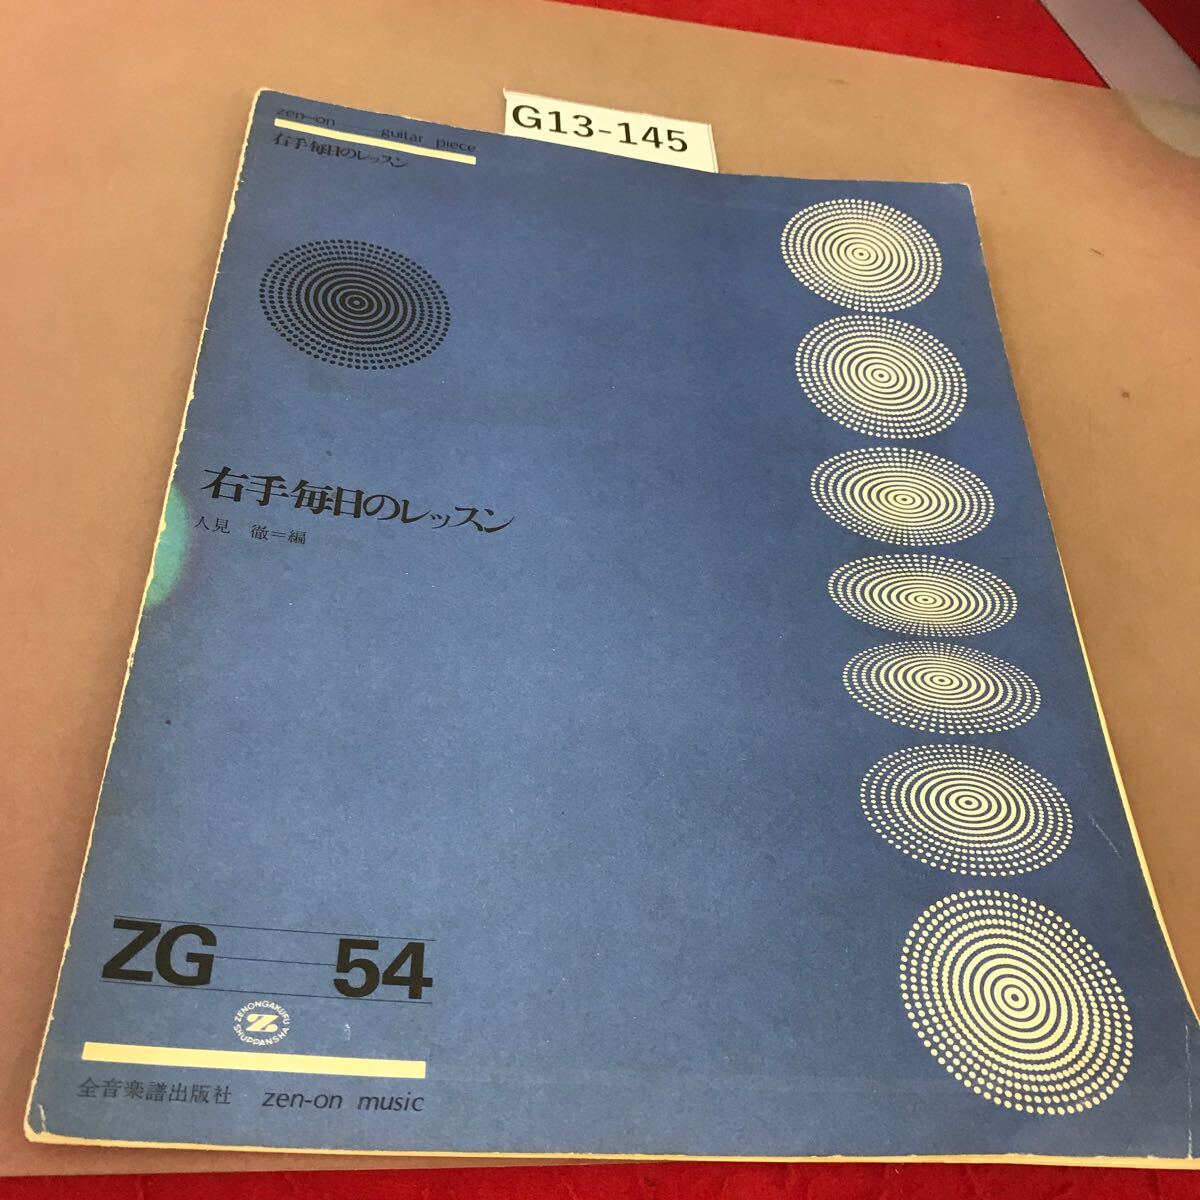 G13-145
zen-on guitar piece
右手・毎日のレッスン
右手・毎日のレッスン
人見 徹=編
ZG 54
ZENONGAKUFU SHUPPANSHA
Z
全音楽譜出版社 zen-on music